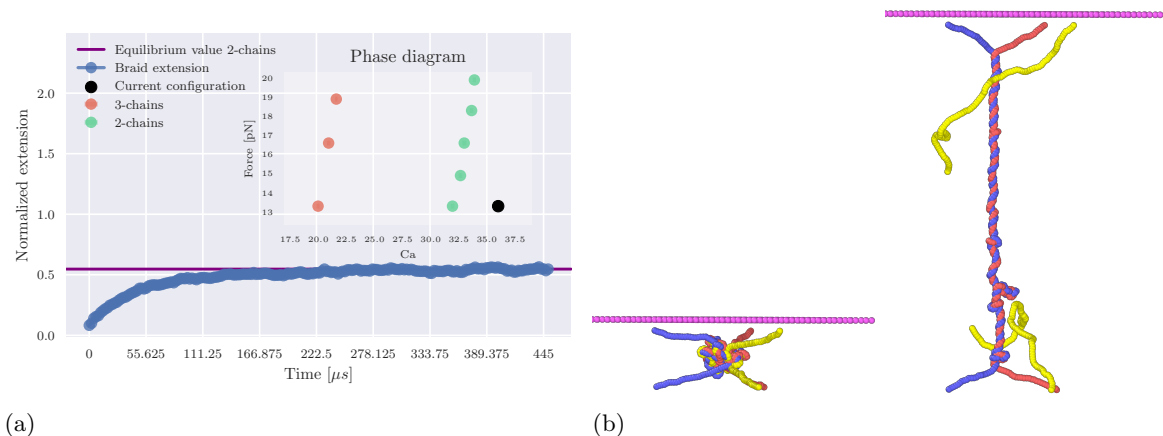 Equilibrium value 2-chains
Braid extension
Current configuration
3-chains
2-chains
Phase diagram
Force [pN]
20
19
18
17
16
15
14
13
17.5 20.0 22.5 25.0 27.5 30.0 32.5 35.0 37.5
Ca
Normalized extension
2.0
1.5
1.0
0.5
0.0
0 55.625 111.25 166.875 222.5 278.125 333.75 389.375 445
Time [μs]
(a)
(b)